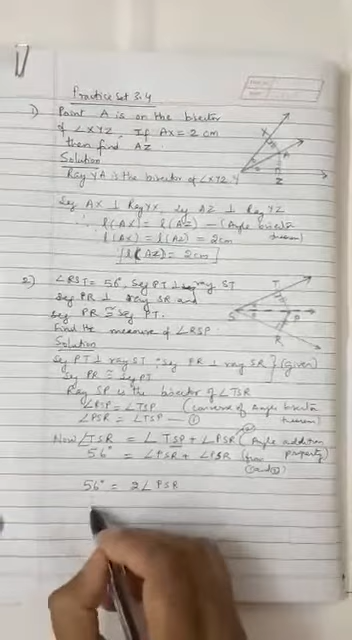 Practice Set 3.4
1) Point A is on the bisector
of ∠XYZ. If AX = 2 cm
then find AZ.
Solution
Ray YA is the bisector of ∠XYZ
X
A
Y
Z
Seg AX ⊥ Ray YX, Seg AZ ⊥ Ray YZ
∴ l(AX) = l(AZ) — (Angle bisector theorem)
l(AX) = l(AZ) = 2cm
l(AZ) = 2cm
2) ∠RST = 56°, Seg PT ⊥ ray ST
Seg PR ⊥ ray SR and
Seg PR ≅ Seg PT.
Find the measure of ∠RSP.
T
S
P
R
Solution
Seg PT ⊥ ray ST, Seg PR ⊥ ray SR } (given)
Seg PR ≅ Seg PT
Ray SP is the bisector of ∠TSR
∠RSP = ∠TSP (converse of angle bisector theorem)
∠PSR = ∠TSP — ①
Now ∠TSR = ∠TSP + ∠PSR (Angle addition property)
56° = ∠PSR + ∠PSR (from ① and ②)
56° = 2∠PSR